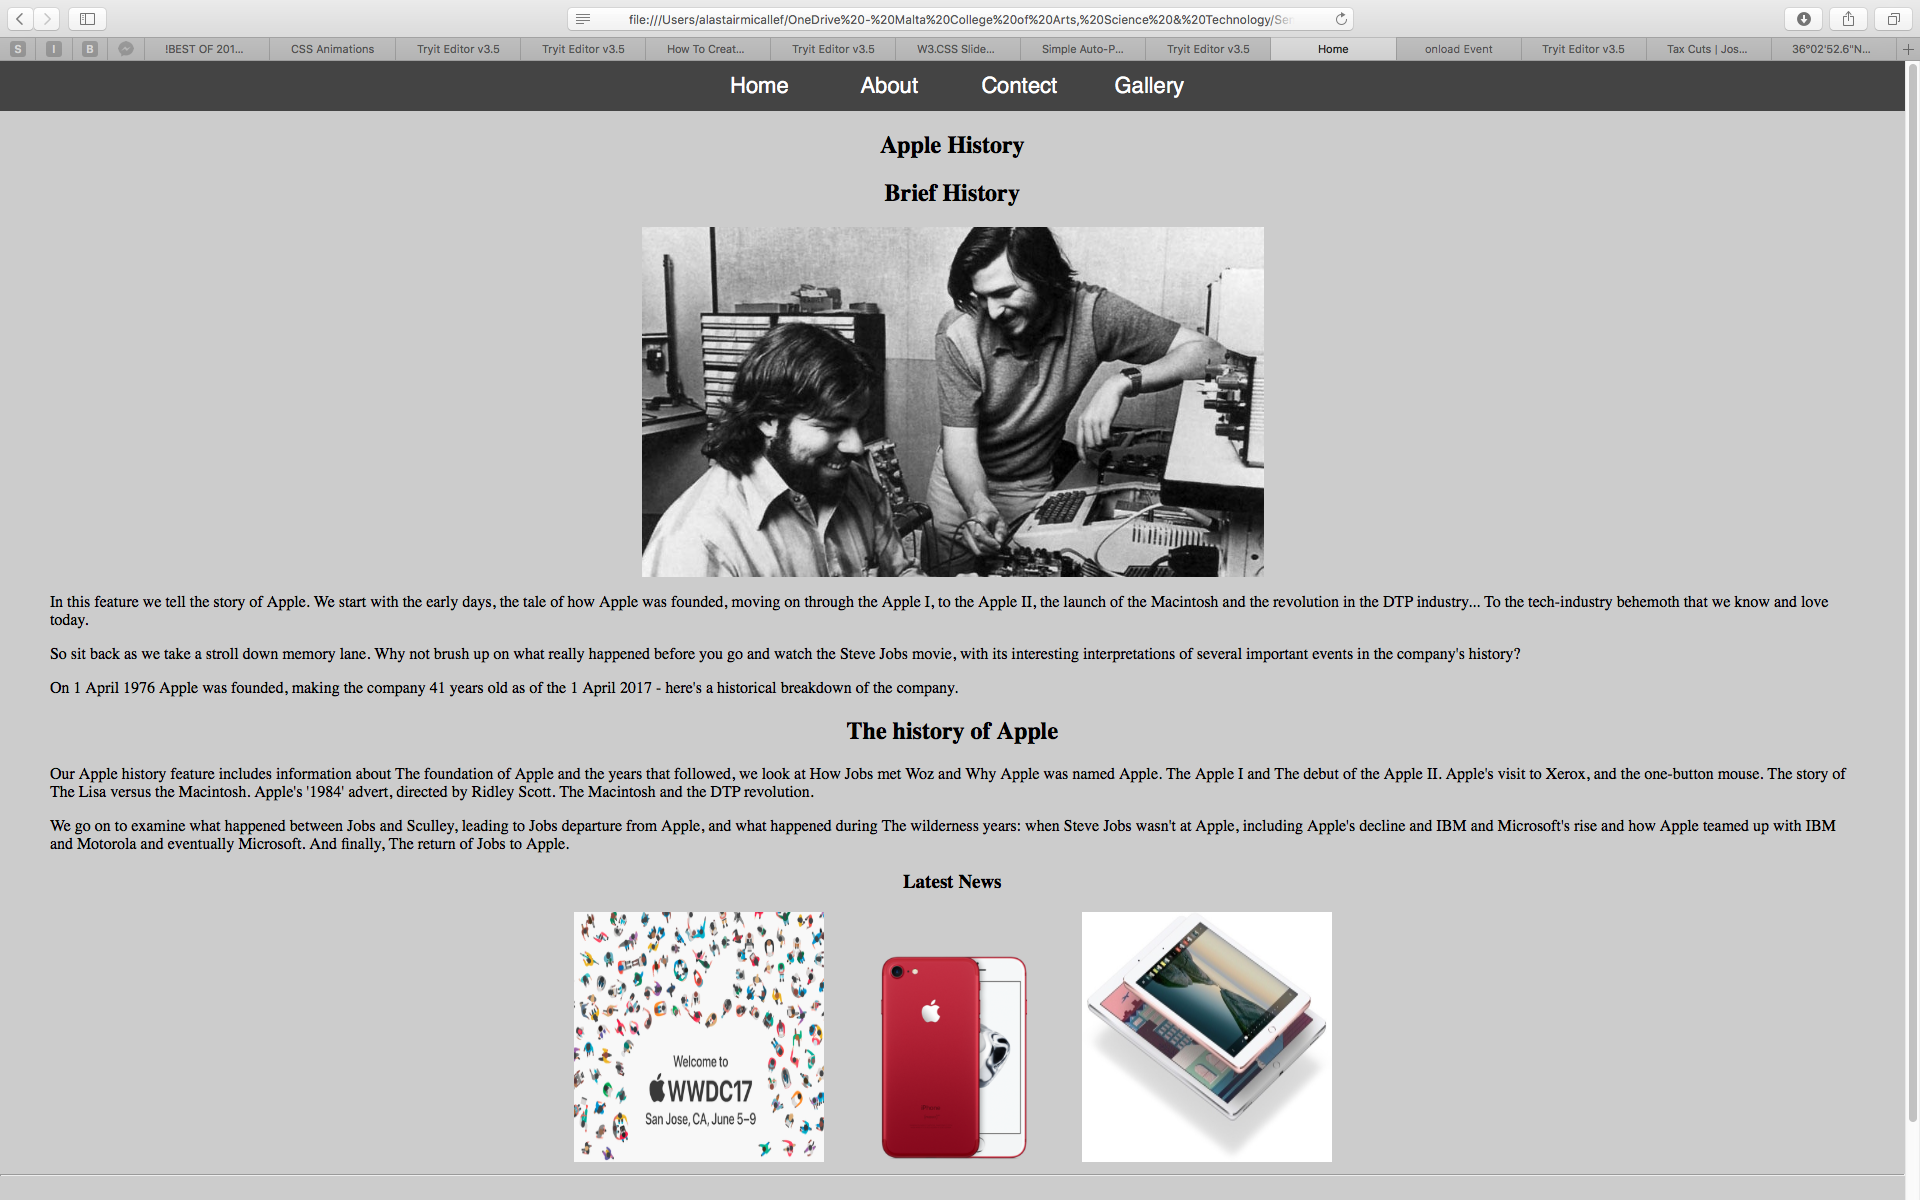 file:///Users/alastairmicallef/OneDrive%20-%20Malta%20College%20of%20Arts,%20Science%20&%20Technology/Ser
S I B !BEST OF 201... CSS Animations Tryit Editor v3.5 Tryit Editor v3.5 How To Creat... Tryit Editor v3.5 W3.CSS Slide... Simple Auto-P... Tryit Editor v3.5 Home onload Event Tryit Editor v3.5 Tax Cuts | Jos... 36°02'52.6"N...
Home About Contect Gallery
Apple History
Brief History
In this feature we tell the story of Apple. We start with the early days, the tale of how Apple was founded, moving on through the Apple I, to the Apple II, the launch of the Macintosh and the revolution in the DTP industry... To the tech-industry behemoth that we know and love
today.
So sit back as we take a stroll down memory lane. Why not brush up on what really happened before you go and watch the Steve Jobs movie, with its interesting interpretations of several important events in the company's history?
On 1 April 1976 Apple was founded, making the company 41 years old as of the 1 April 2017 - here's a historical breakdown of the company.
The history of Apple
Our Apple history feature includes information about The foundation of Apple and the years that followed, we look at How Jobs met Woz and Why Apple was named Apple. The Apple I and The debut of the Apple II. Apple's visit to Xerox, and the one-button mouse. The story of
The Lisa versus the Macintosh. Apple's '1984' advert, directed by Ridley Scott. The Macintosh and the DTP revolution.
We go on to examine what happened between Jobs and Sculley, leading to Jobs departure from Apple, and what happened during The wilderness years: when Steve Jobs wasn't at Apple, including Apple's decline and IBM and Microsoft's rise and how Apple teamed up with IBM
and Motorola and eventually Microsoft. And finally, The return of Jobs to Apple.
Latest News
Welcome to
WWDC17
San Jose, CA, June 5–9
iPhone